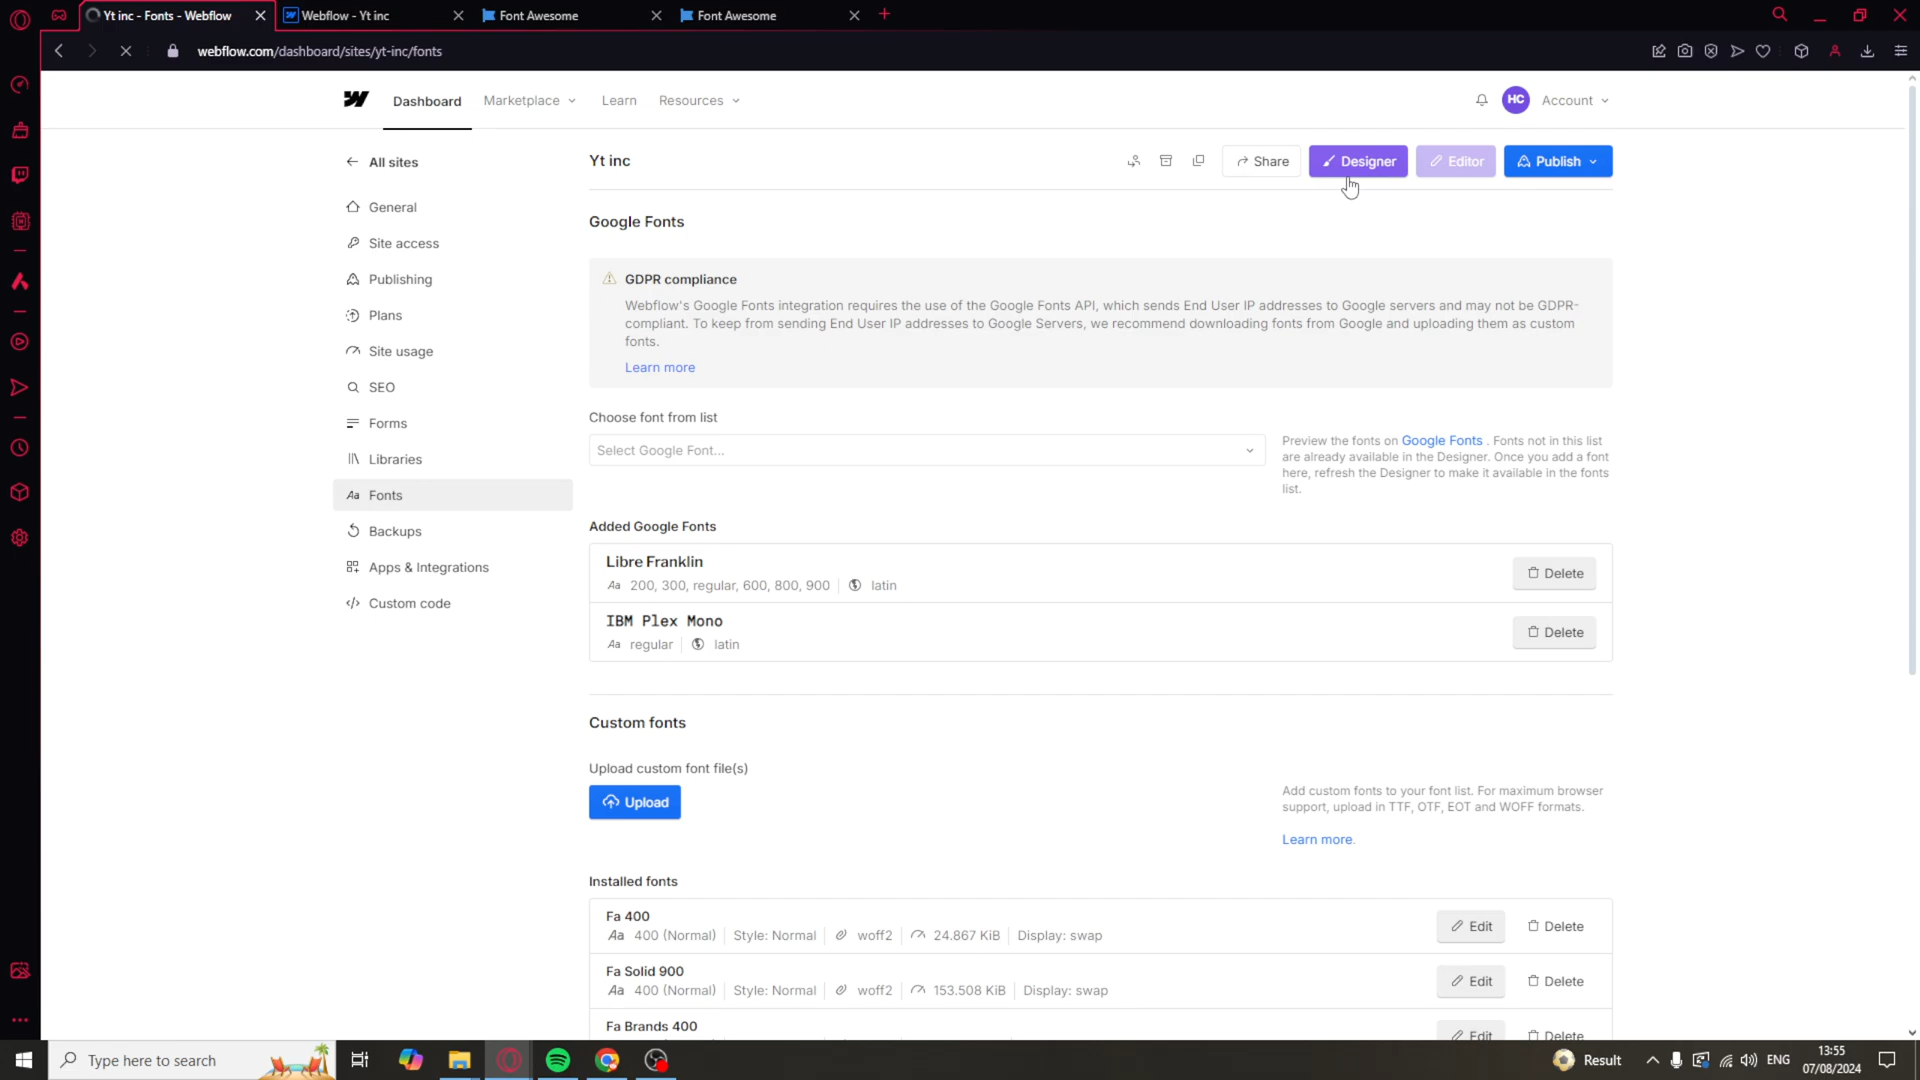 Yt inc - Fonts - Webflow
Webflow - Yt inc
Font Awesome
Font Awesome
webflow.com/dashboard/sites/yt-inc/fonts
Dashboard
Marketplace
Learn
Resources
HC
Account
All sites
Yt inc
Share
Designer
Editor
Publish
General
Site access
Publishing
Plans
Site usage
SEO
Forms
Libraries
Fonts
Backups
Apps & Integrations
Custom code
Google Fonts
GDPR compliance
Webflow's Google Fonts integration requires the use of the Google Fonts API, which sends End User IP addresses to Google servers and may not be GDPR-
compliant. To keep from sending End User IP addresses to Google Servers, we recommend downloading fonts from Google and uploading them as custom
fonts.
Learn more
Choose font from list
Select Google Font...
Preview the fonts on Google Fonts . Fonts not in this list
are already available in the Designer. Once you add a font
here, refresh the Designer to make it available in the fonts
list.
Added Google Fonts
Libre Franklin
Aa 200, 300, regular, 600, 800, 900 latin
Delete
IBM Plex Mono
Aa regular latin
Delete
Custom fonts
Upload custom font file(s)
Upload
Add custom fonts to your font list. For maximum browser
support, upload in TTF, OTF, EOT and WOFF formats.
Learn more.
Installed fonts
Fa 400
Aa 400 (Normal) Style: Normal woff2 24.867 KiB Display: swap
Edit
Delete
Fa Solid 900
Aa 400 (Normal) Style: Normal woff2 153.508 KiB Display: swap
Edit
Delete
Fa Brands 400
Edit
Delete
Type here to search
Result
ENG
13:55
07/08/2024